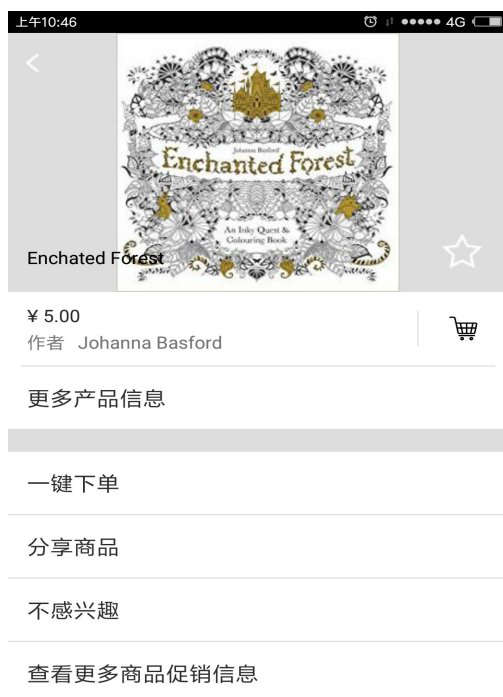 上午10:46 4G
Johanna Basford
Enchanted Forest
An Inky Quest &
Colouring Book
Enchated Forest
¥ 5.00
作者 Johanna Basford
更多产品信息
一键下单
分享商品
不感兴趣
查看更多商品促销信息